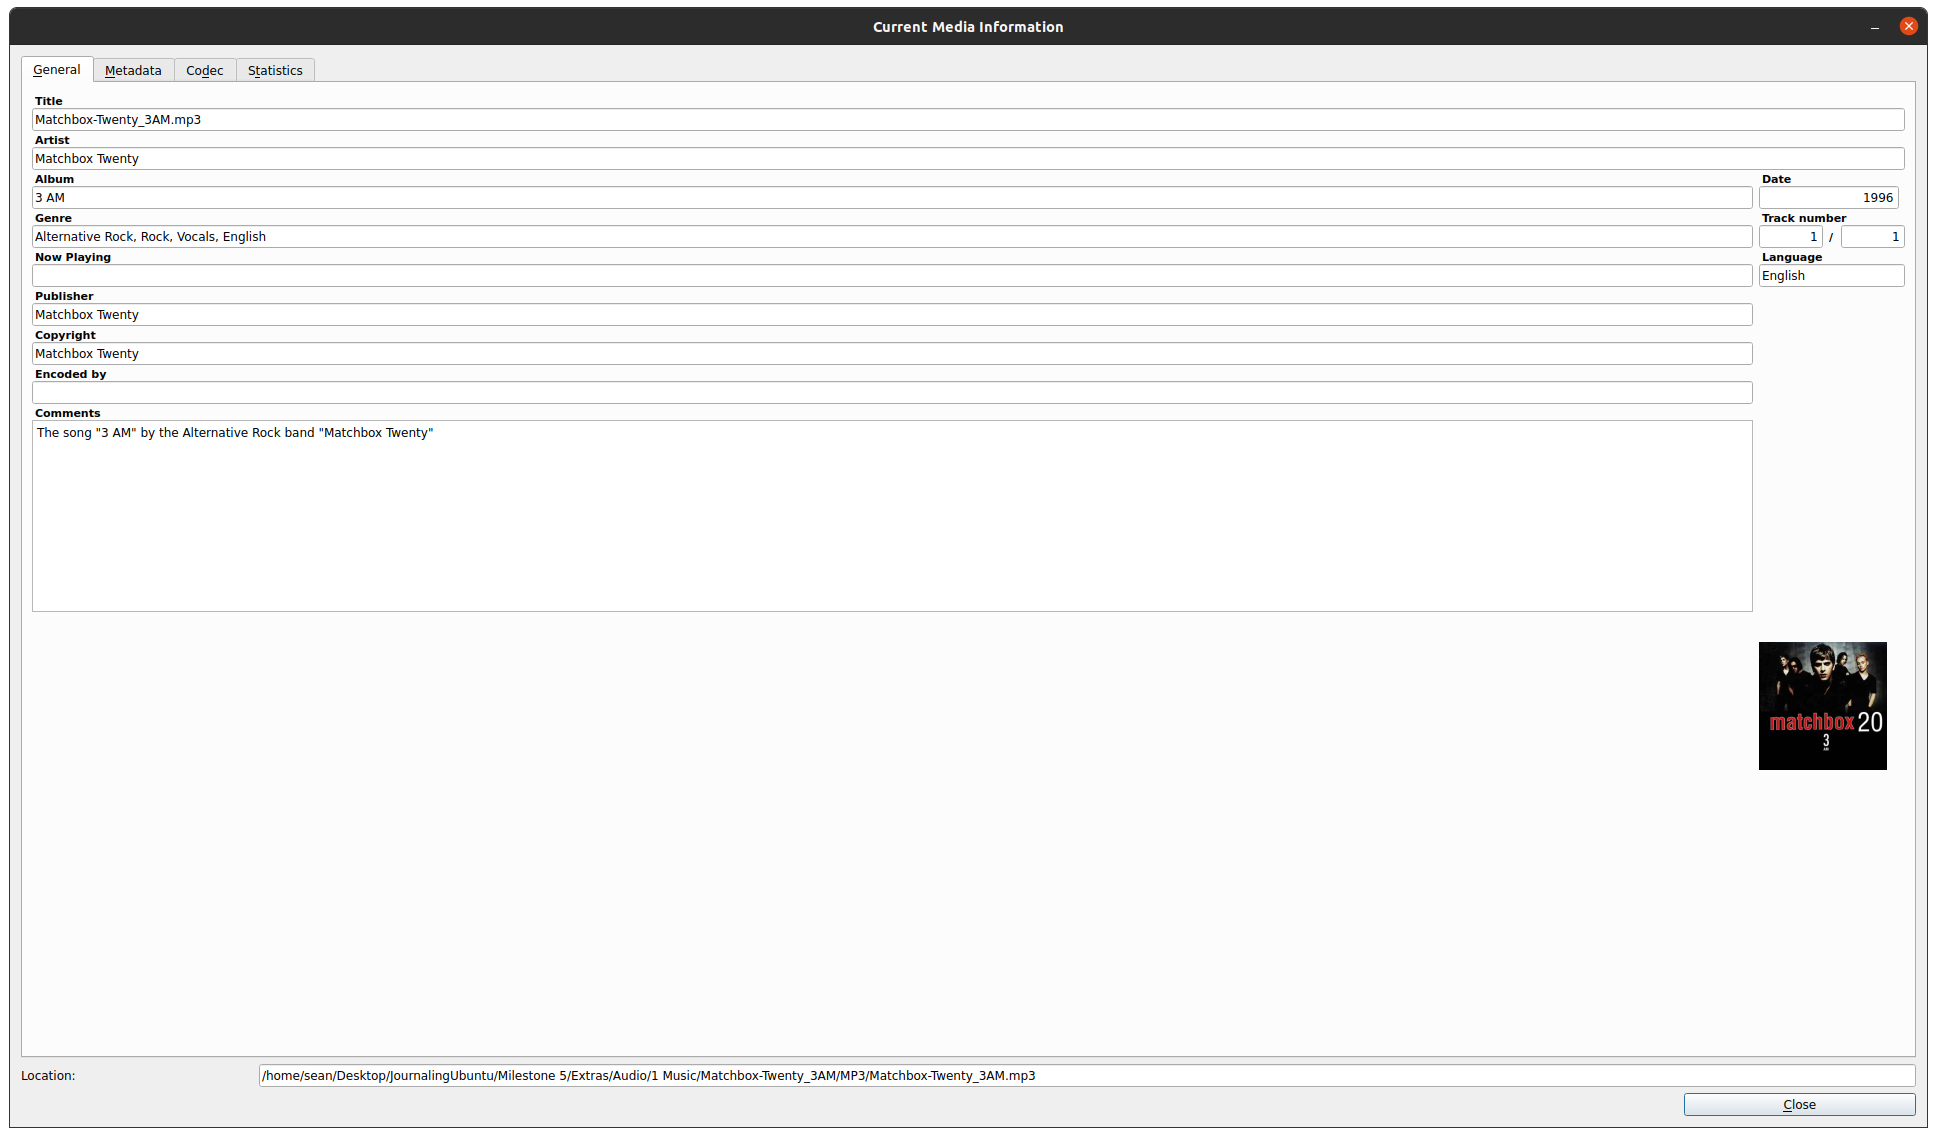 Current Media Information
General Metadata Codec Statistics
Title
Matchbox-Twenty_3AM.mp3
Artist
Matchbox Twenty
Album Date
3 AM 1996
Genre Track number
Alternative Rock, Rock, Vocals, English 1 / 1
Now Playing Language
English
Publisher
Matchbox Twenty
Copyright
Matchbox Twenty
Encoded by
Comments
The song "3 AM" by the Alternative Rock band "Matchbox Twenty"
matchbox 20
3
Location: /home/sean/Desktop/JournalingUbuntu/Milestone 5/Extras/Audio/1 Music/Matchbox-Twenty_3AM/MP3/Matchbox-Twenty_3AM.mp3
Close